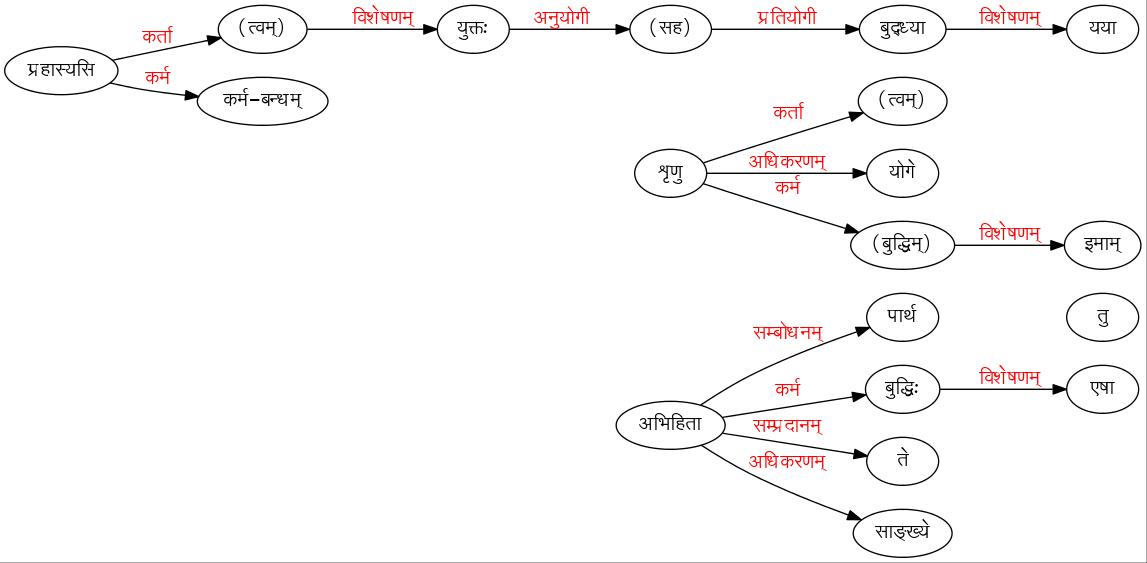 प्रहास्यसि
कर्ता
(त्वम्)
विशेषणम्
युक्तः
अनुयोगी
(सह)
प्रतियोगी
बुद्ध्या
विशेषणम्
यया
कर्म
कर्म-बन्धम्
शृणु
कर्ता
(त्वम्)
अधिकरणम्
योगे
कर्म
(बुद्धिम्)
विशेषणम्
इमाम्
अभिहिता
सम्बोधनम्
पार्थ
तु
कर्म
बुद्धिः
विशेषणम्
एषा
सम्प्रदानम्
ते
अधिकरणम्
साङ्ख्ये